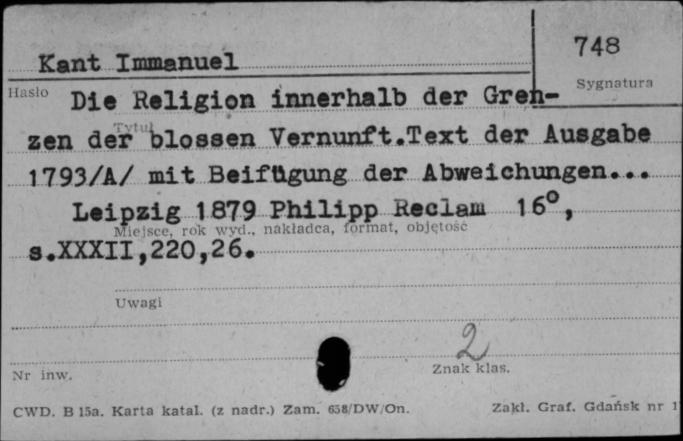 Kant Immanuel
748
Hasło
Sygnatura
Die Religion innerhalb der Gren-
Tytuł
zen der blossen Vernunft.Text der Ausgabe
1793/A/ mit Beifügung der Abweichungen...
Leipzig 1879 Philipp Reclam 16°,
Miejsce, rok wyd., nakładca, format, objętość
s.XXXII,220,26.
Uwagi
2
Nr inw.
Znak klas.
CWD. B 15a. Karta katal. (z nadr.) Zam. 658/DW/On.
Zakł. Graf. Gdańsk nr